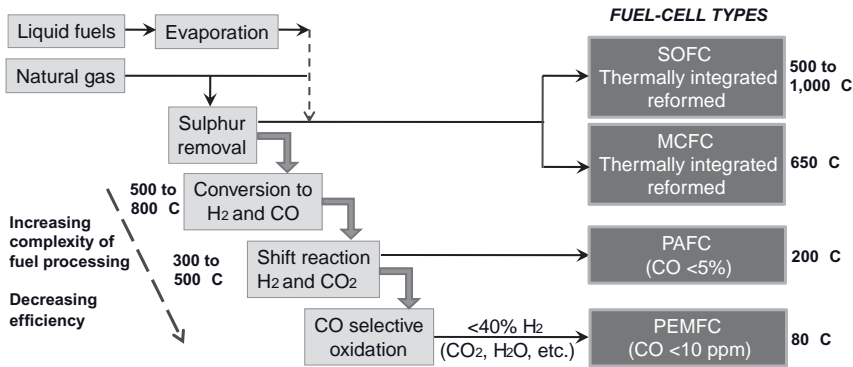 FUEL-CELL TYPES
Liquid fuels
Evaporation
Natural gas
SOFC
Thermally integrated
reformed
500 to
1,000 C
Sulphur
removal
MCFC
Thermally integrated
reformed
650 C
500 to
800 C
Conversion to
H2 and CO
Increasing
complexity of
fuel processing
Decreasing
efficiency
300 to
500 C
Shift reaction
H2 and CO2
PAFC
(CO <5%)
200 C
CO selective
oxidation
<40% H2
(CO2, H2O, etc.)
PEMFC
(CO <10 ppm)
80 C